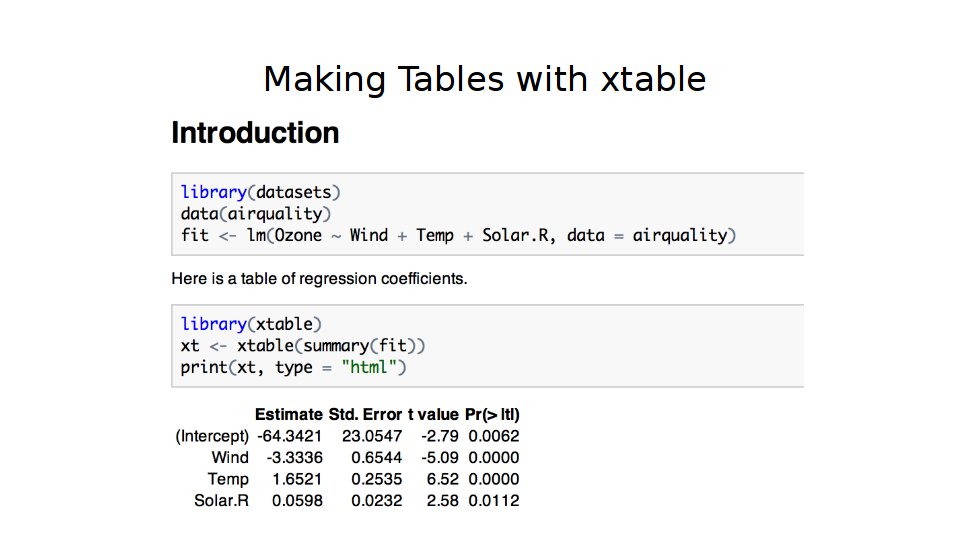 Making Tables with xtable
Introduction
library(datasets)
data(airquality)
fit <- lm(Ozone ~ Wind + Temp + Solar.R, data = airquality)
Here is a table of regression coefficients.
library(xtable)
xt <- xtable(summary(fit))
print(xt, type = "html")
Estimate Std. Error t value Pr(>|t|)
(Intercept) -64.3421 23.0547 -2.79 0.0062
Wind -3.3336 0.6544 -5.09 0.0000
Temp 1.6521 0.2535 6.52 0.0000
Solar.R 0.0598 0.0232 2.58 0.0112